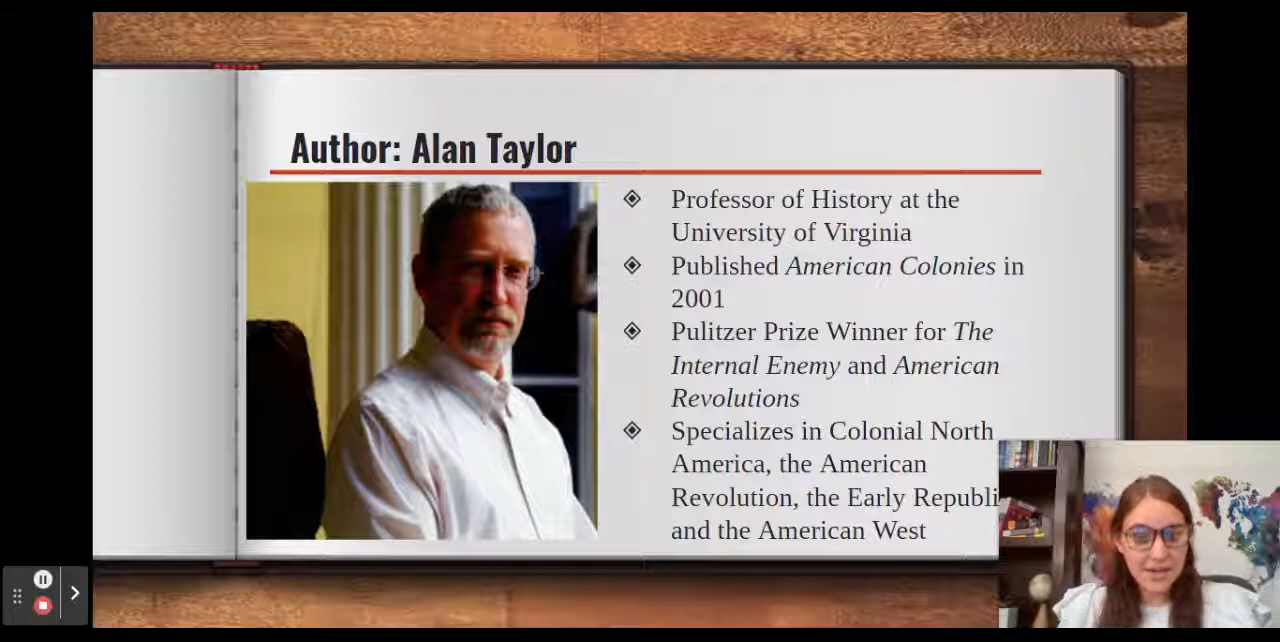 Author: Alan Taylor
Professor of History at the
University of Virginia
Published American Colonies in
2001
Pulitzer Prize Winner for The
Internal Enemy and American
Revolutions
Specializes in Colonial North
America, the American
Revolution, the Early Republi
and the American West